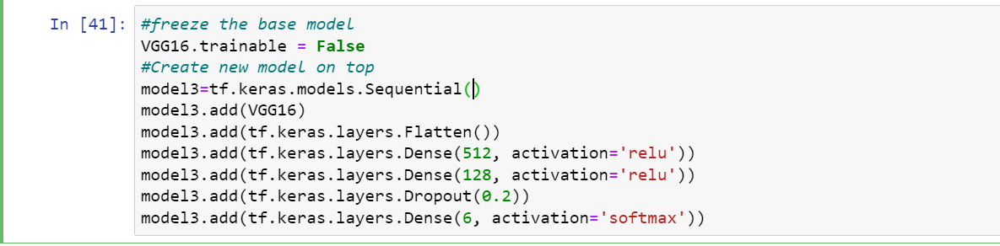 In [41]: #freeze the base model
VGG16.trainable = False
#Create new model on top
model3=tf.keras.models.Sequential()
model3.add(VGG16)
model3.add(tf.keras.layers.Flatten())
model3.add(tf.keras.layers.Dense(512, activation='relu'))
model3.add(tf.keras.layers.Dense(128, activation='relu'))
model3.add(tf.keras.layers.Dropout(0.2))
model3.add(tf.keras.layers.Dense(6, activation='softmax'))